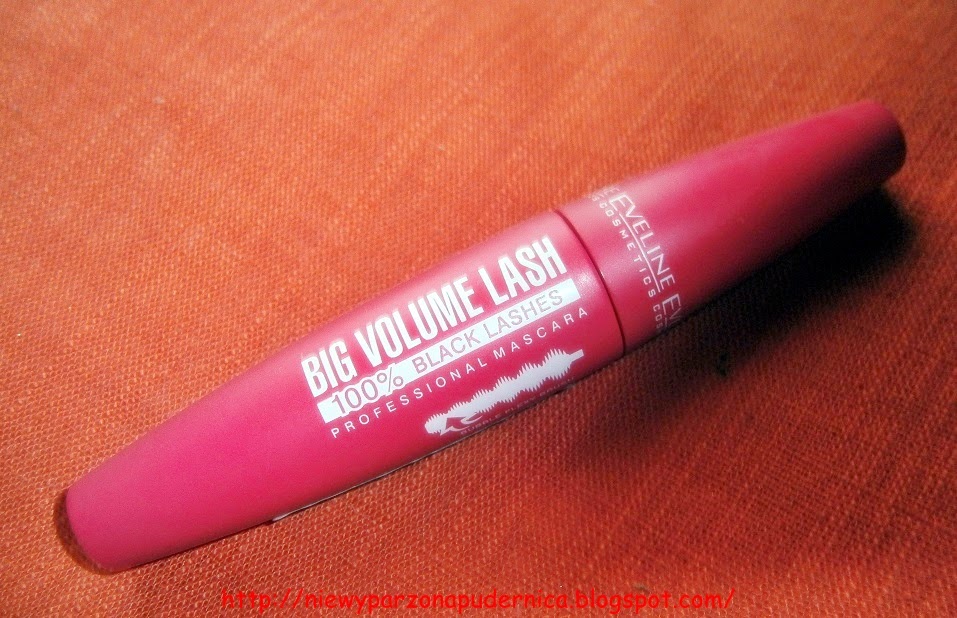 BIG VOLUME LASH
100% BLACK LASHES
PROFESSIONAL MASCARA
EVELINE
COSMETICS
http://niewyparzonapudernica.blogspot.com/